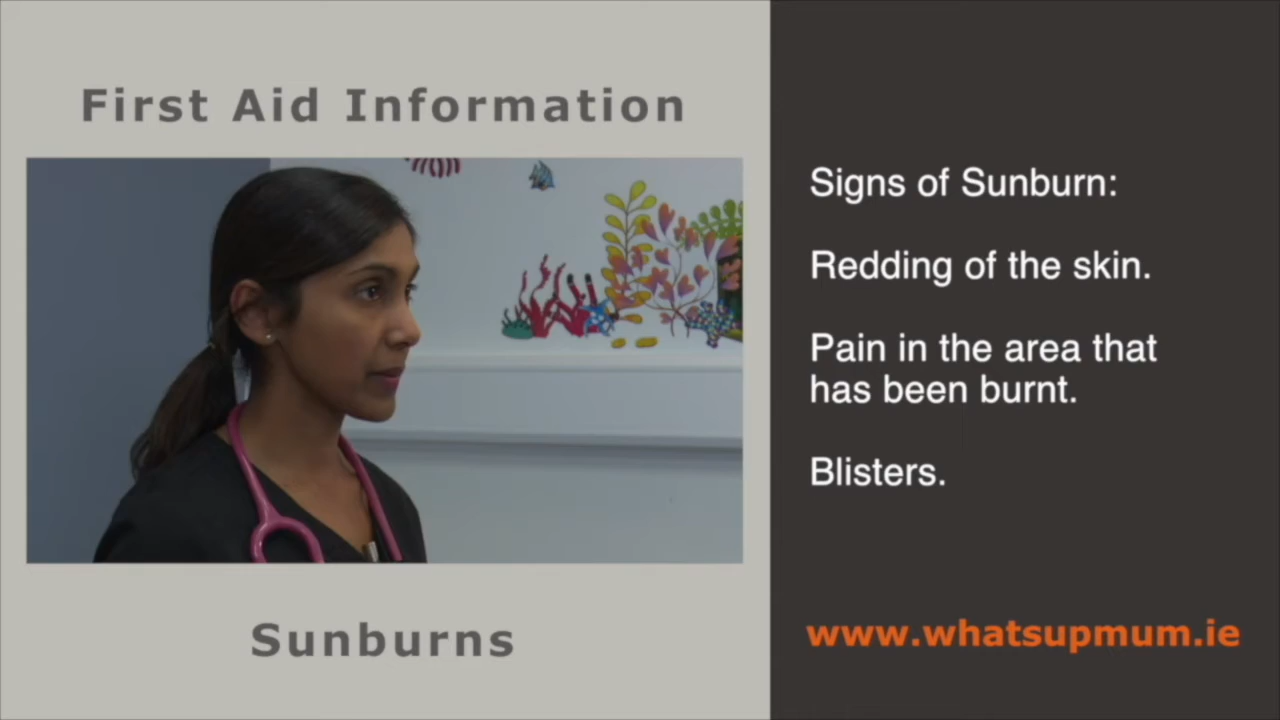 First Aid Information
Signs of Sunburn:
Redding of the skin.
Pain in the area that
has been burnt.
Blisters.
Sunburns
www.whatsupmum.ie